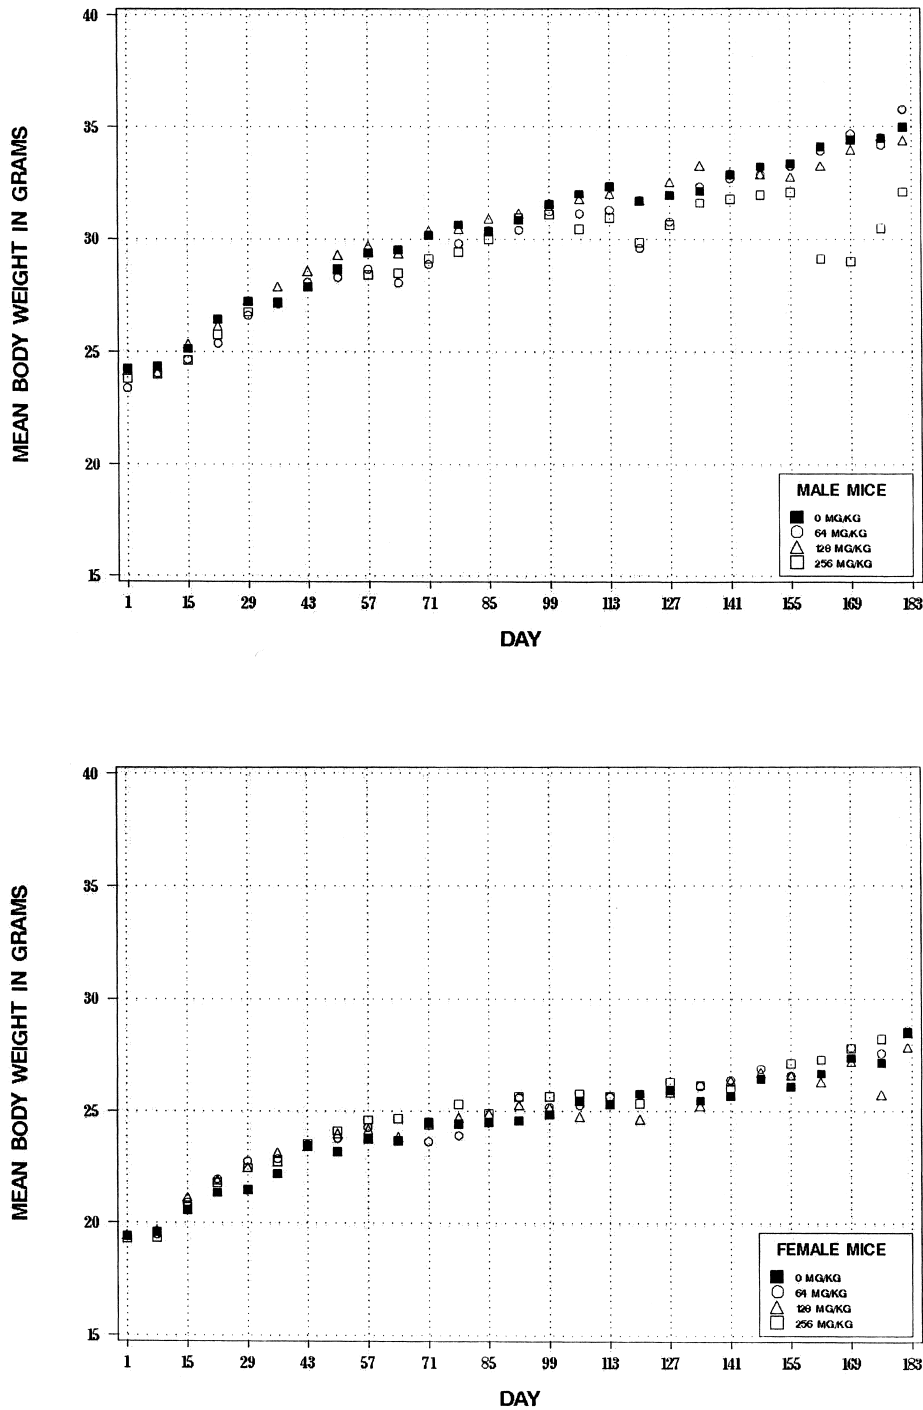 MEAN BODY WEIGHT IN GRAMS
40
35
30
25
20
15
MALE MICE
0 MG/KG
64 MG/KG
128 MG/KG
256 MG/KG
1 15 29 43 57 71 85 99 113 127 141 155 169 183
DAY
MEAN BODY WEIGHT IN GRAMS
40
35
30
25
20
15
FEMALE MICE
0 MG/KG
64 MG/KG
128 MG/KG
256 MG/KG
1 15 29 43 57 71 85 99 113 127 141 155 169 183
DAY